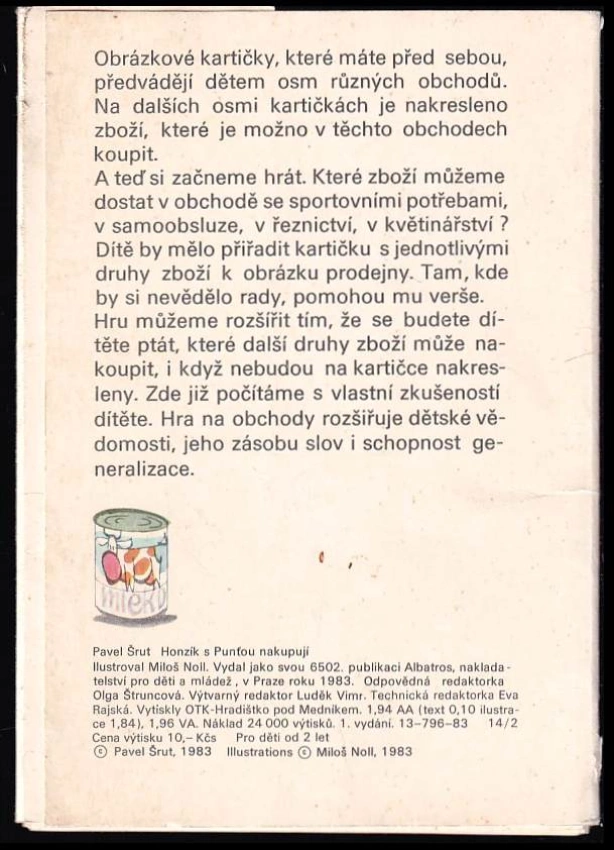 Obrázkové kartičky, které máte před sebou,
předvádějí dětem osm různých obchodů.
Na dalších osmi kartičkách je nakresleno
zboží, které je možno v těchto obchodech
koupit.
A teď si začneme hrát. Které zboží můžeme
dostat v obchodě se sportovními potřebami,
v samoobsluze, v řeznictví, v květinářství ?
Dítě by mělo přiřadit kartičku s jednotlivými
druhy zboží k obrázku prodejny. Tam, kde
by si nevědělo rady, pomohou mu verše.
Hru můžeme rozšířit tím, že se budete dí-
těte ptát, které další druhy zboží může na-
koupit, i když nebudou na kartičce nakres-
leny. Zde již počítáme s vlastní zkušeností
dítěte. Hra na obchody rozšiřuje dětské vě-
domosti, jeho zásobu slov i schopnost ge-
neralizace.
mléko
Pavel Šrut Honzík s Punťou nakupují
Ilustroval Miloš Noll. Vydal jako svou 6502. publikaci Albatros, naklada-
telství pro děti a mládež , v Praze roku 1983. Odpovědná redaktorka
Olga Štruncová. Výtvarný redaktor Luděk Vimr. Technická redaktorka Eva
Rajská. Vytiskly OTK-Hradištko pod Medníkem. 1,94 AA (text 0,10 ilustra-
ce 1,84), 1,96 VA. Náklad 24 000 výtisků. 1. vydání. 13-796-83 14/2
Cena výtisku 10,– Kčs Pro děti od 2 let
© Pavel Šrut, 1983 Illustrations © Miloš Noll, 1983